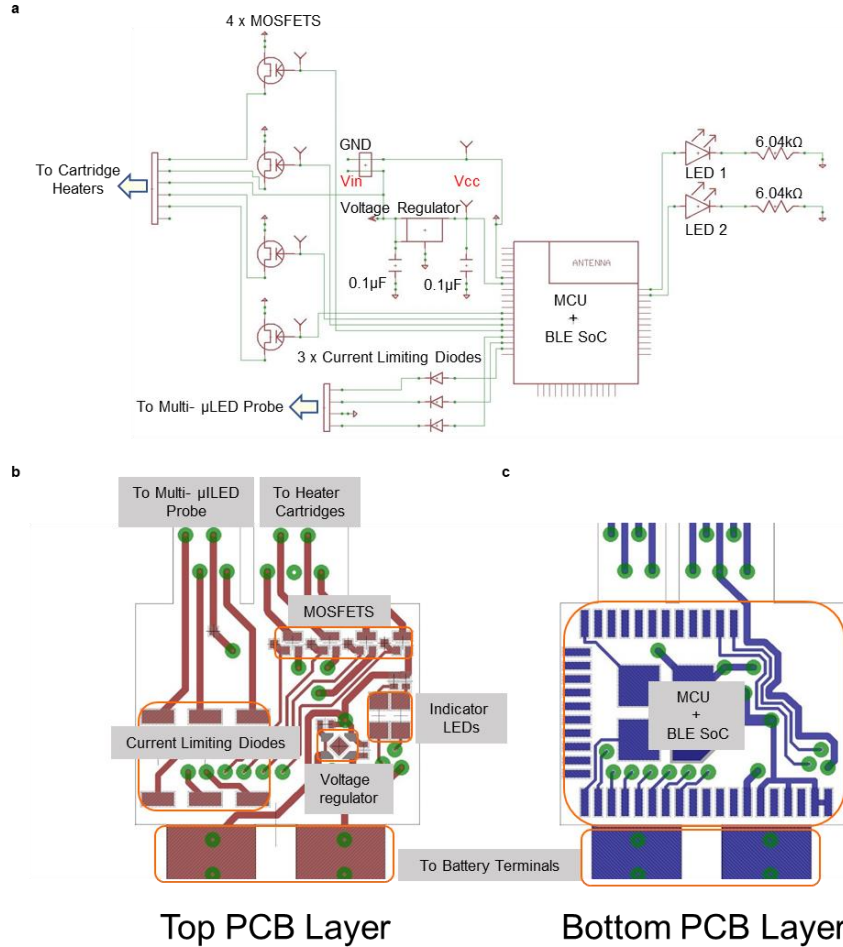 a
4 x MOSFETS
To Cartridge
Heaters
GND
Vin
Vcc
Voltage Regulator
0.1µF
0.1µF
ANTENNA
MCU
+
BLE SoC
6.04kΩ
LED 1
6.04kΩ
LED 2
3 x Current Limiting Diodes
To Multi- µLED Probe
b
To Multi- µILED
Probe
To Heater
Cartridges
MOSFETS
Indicator
LEDs
Current Limiting Diodes
Voltage
regulator
To Battery Terminals
Top PCB Layer
c
MCU
+
BLE SoC
Bottom PCB Layer